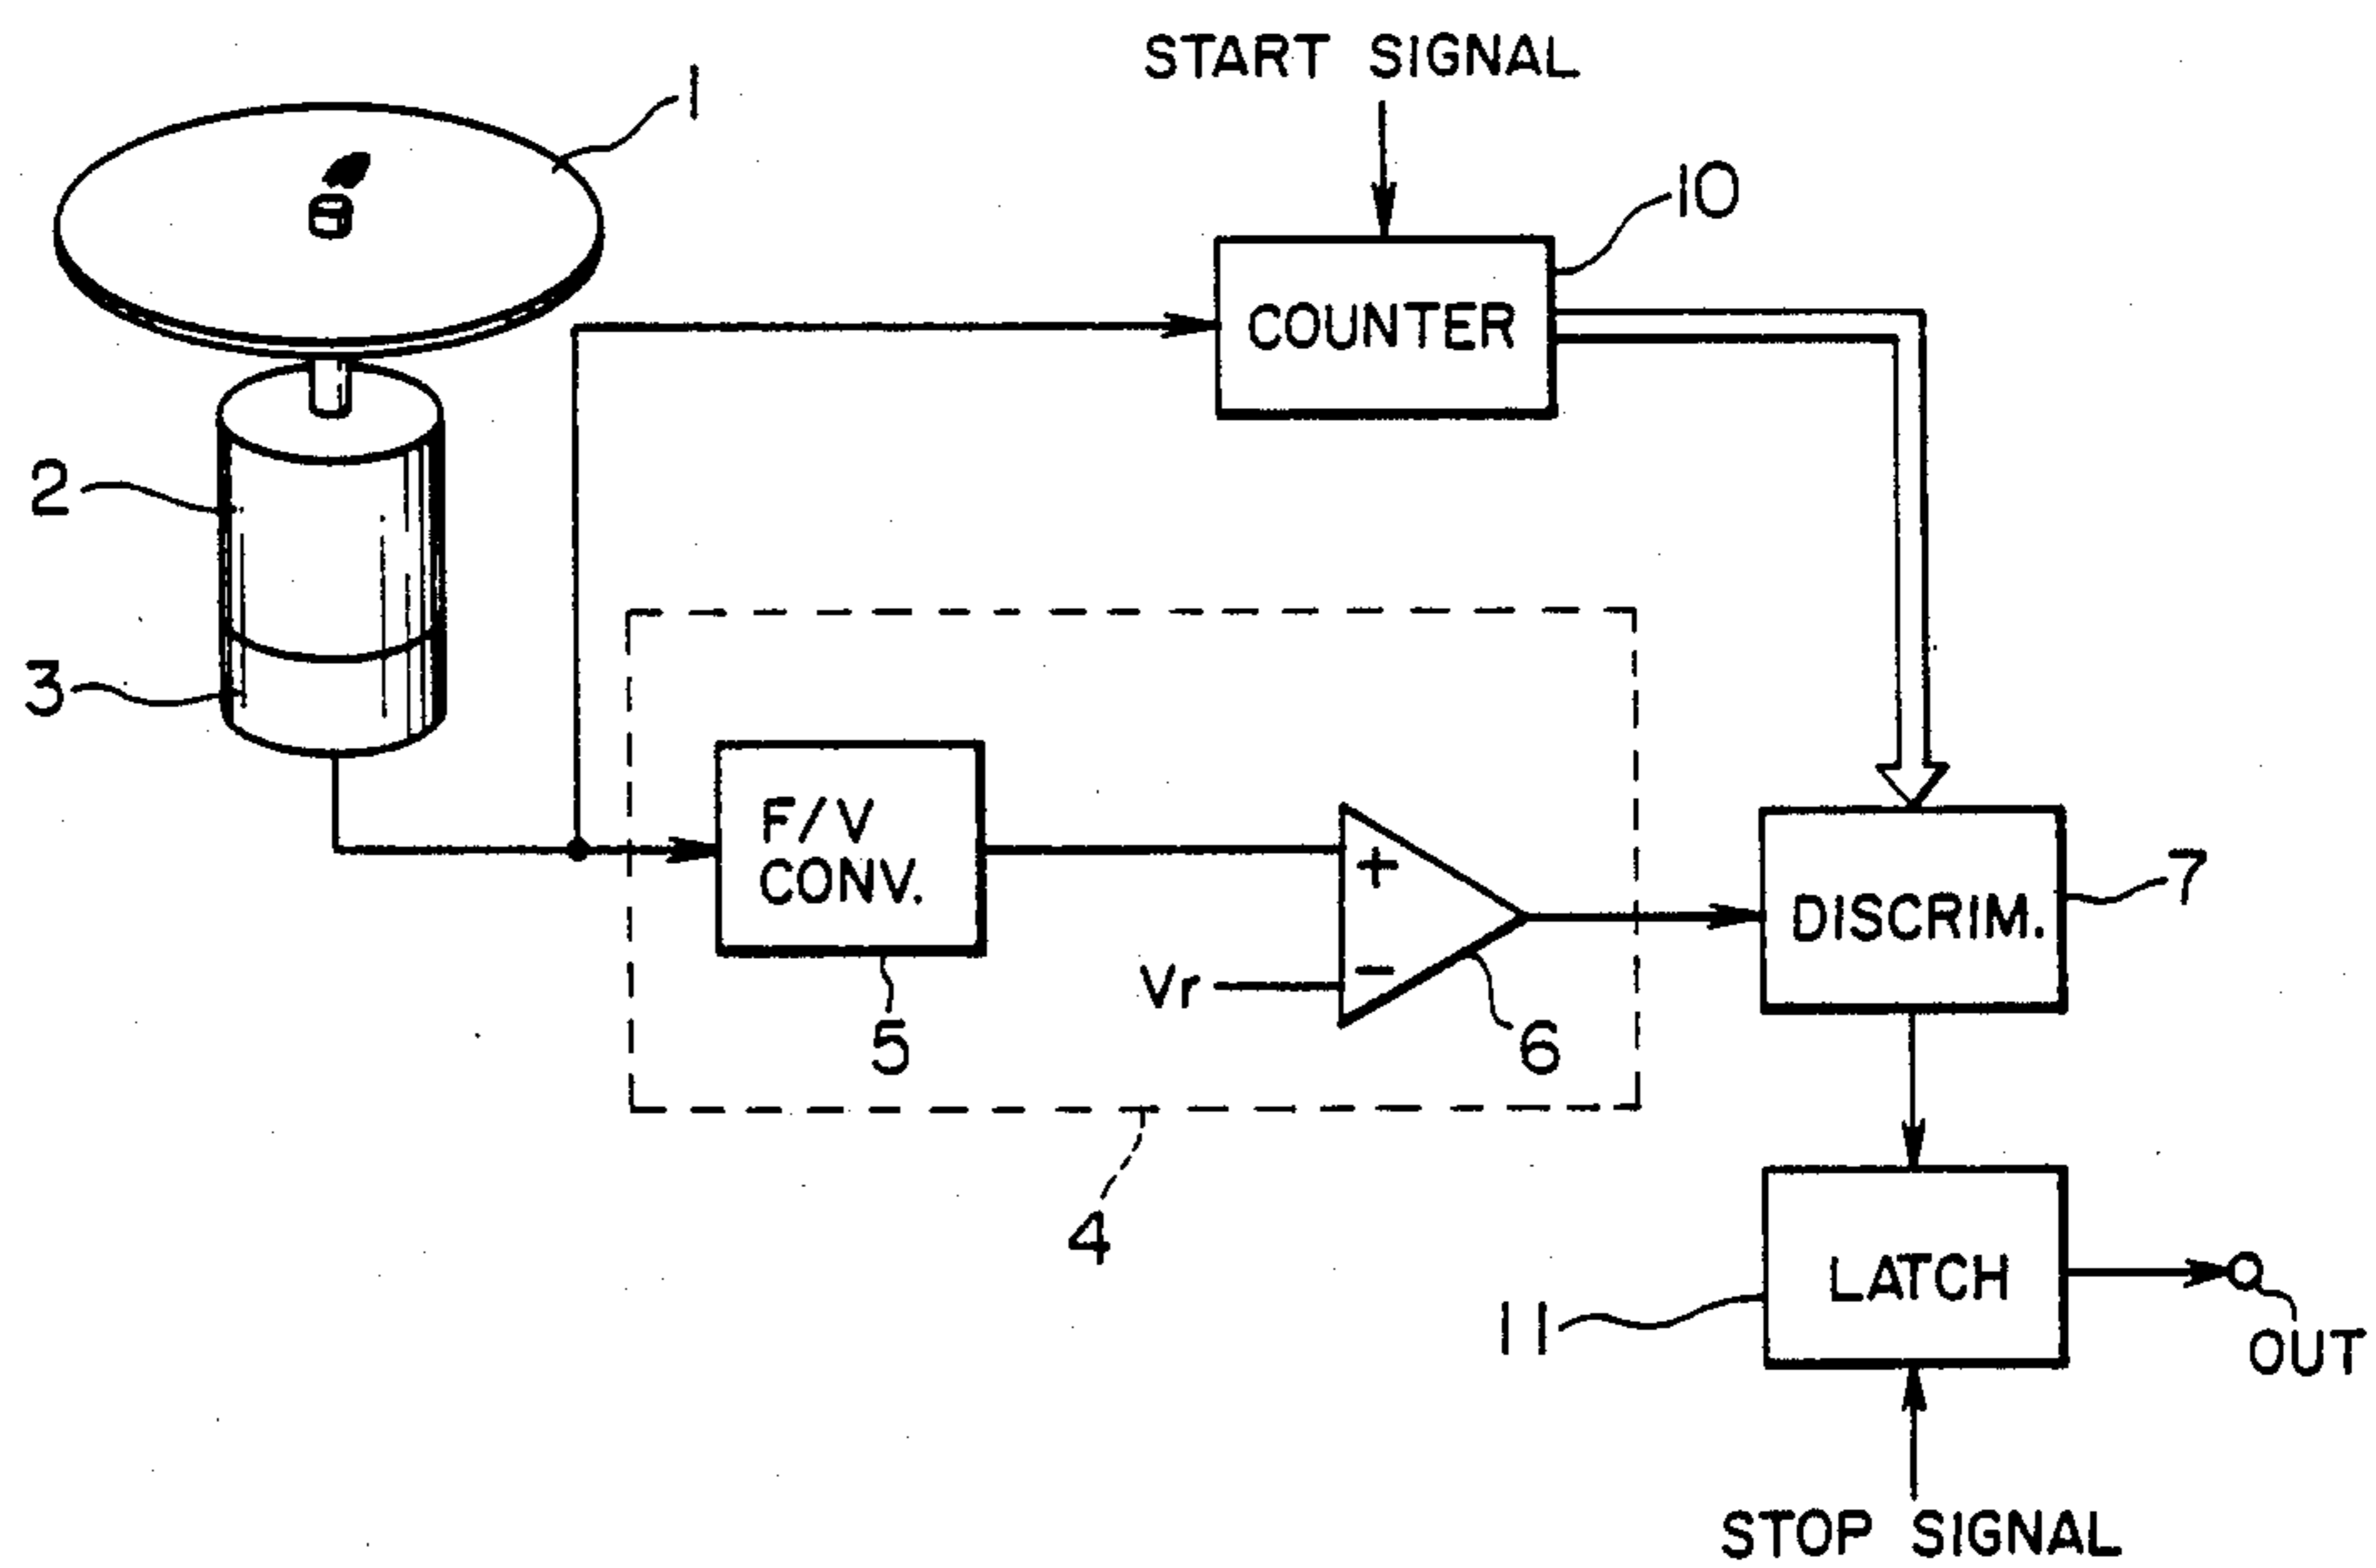 START SIGNAL
1
10
COUNTER
2
3
F/V
CONV.
+
7
DISCRIM.
−
Vr
5
6
4
LATCH
11
OUT
STOP SIGNAL